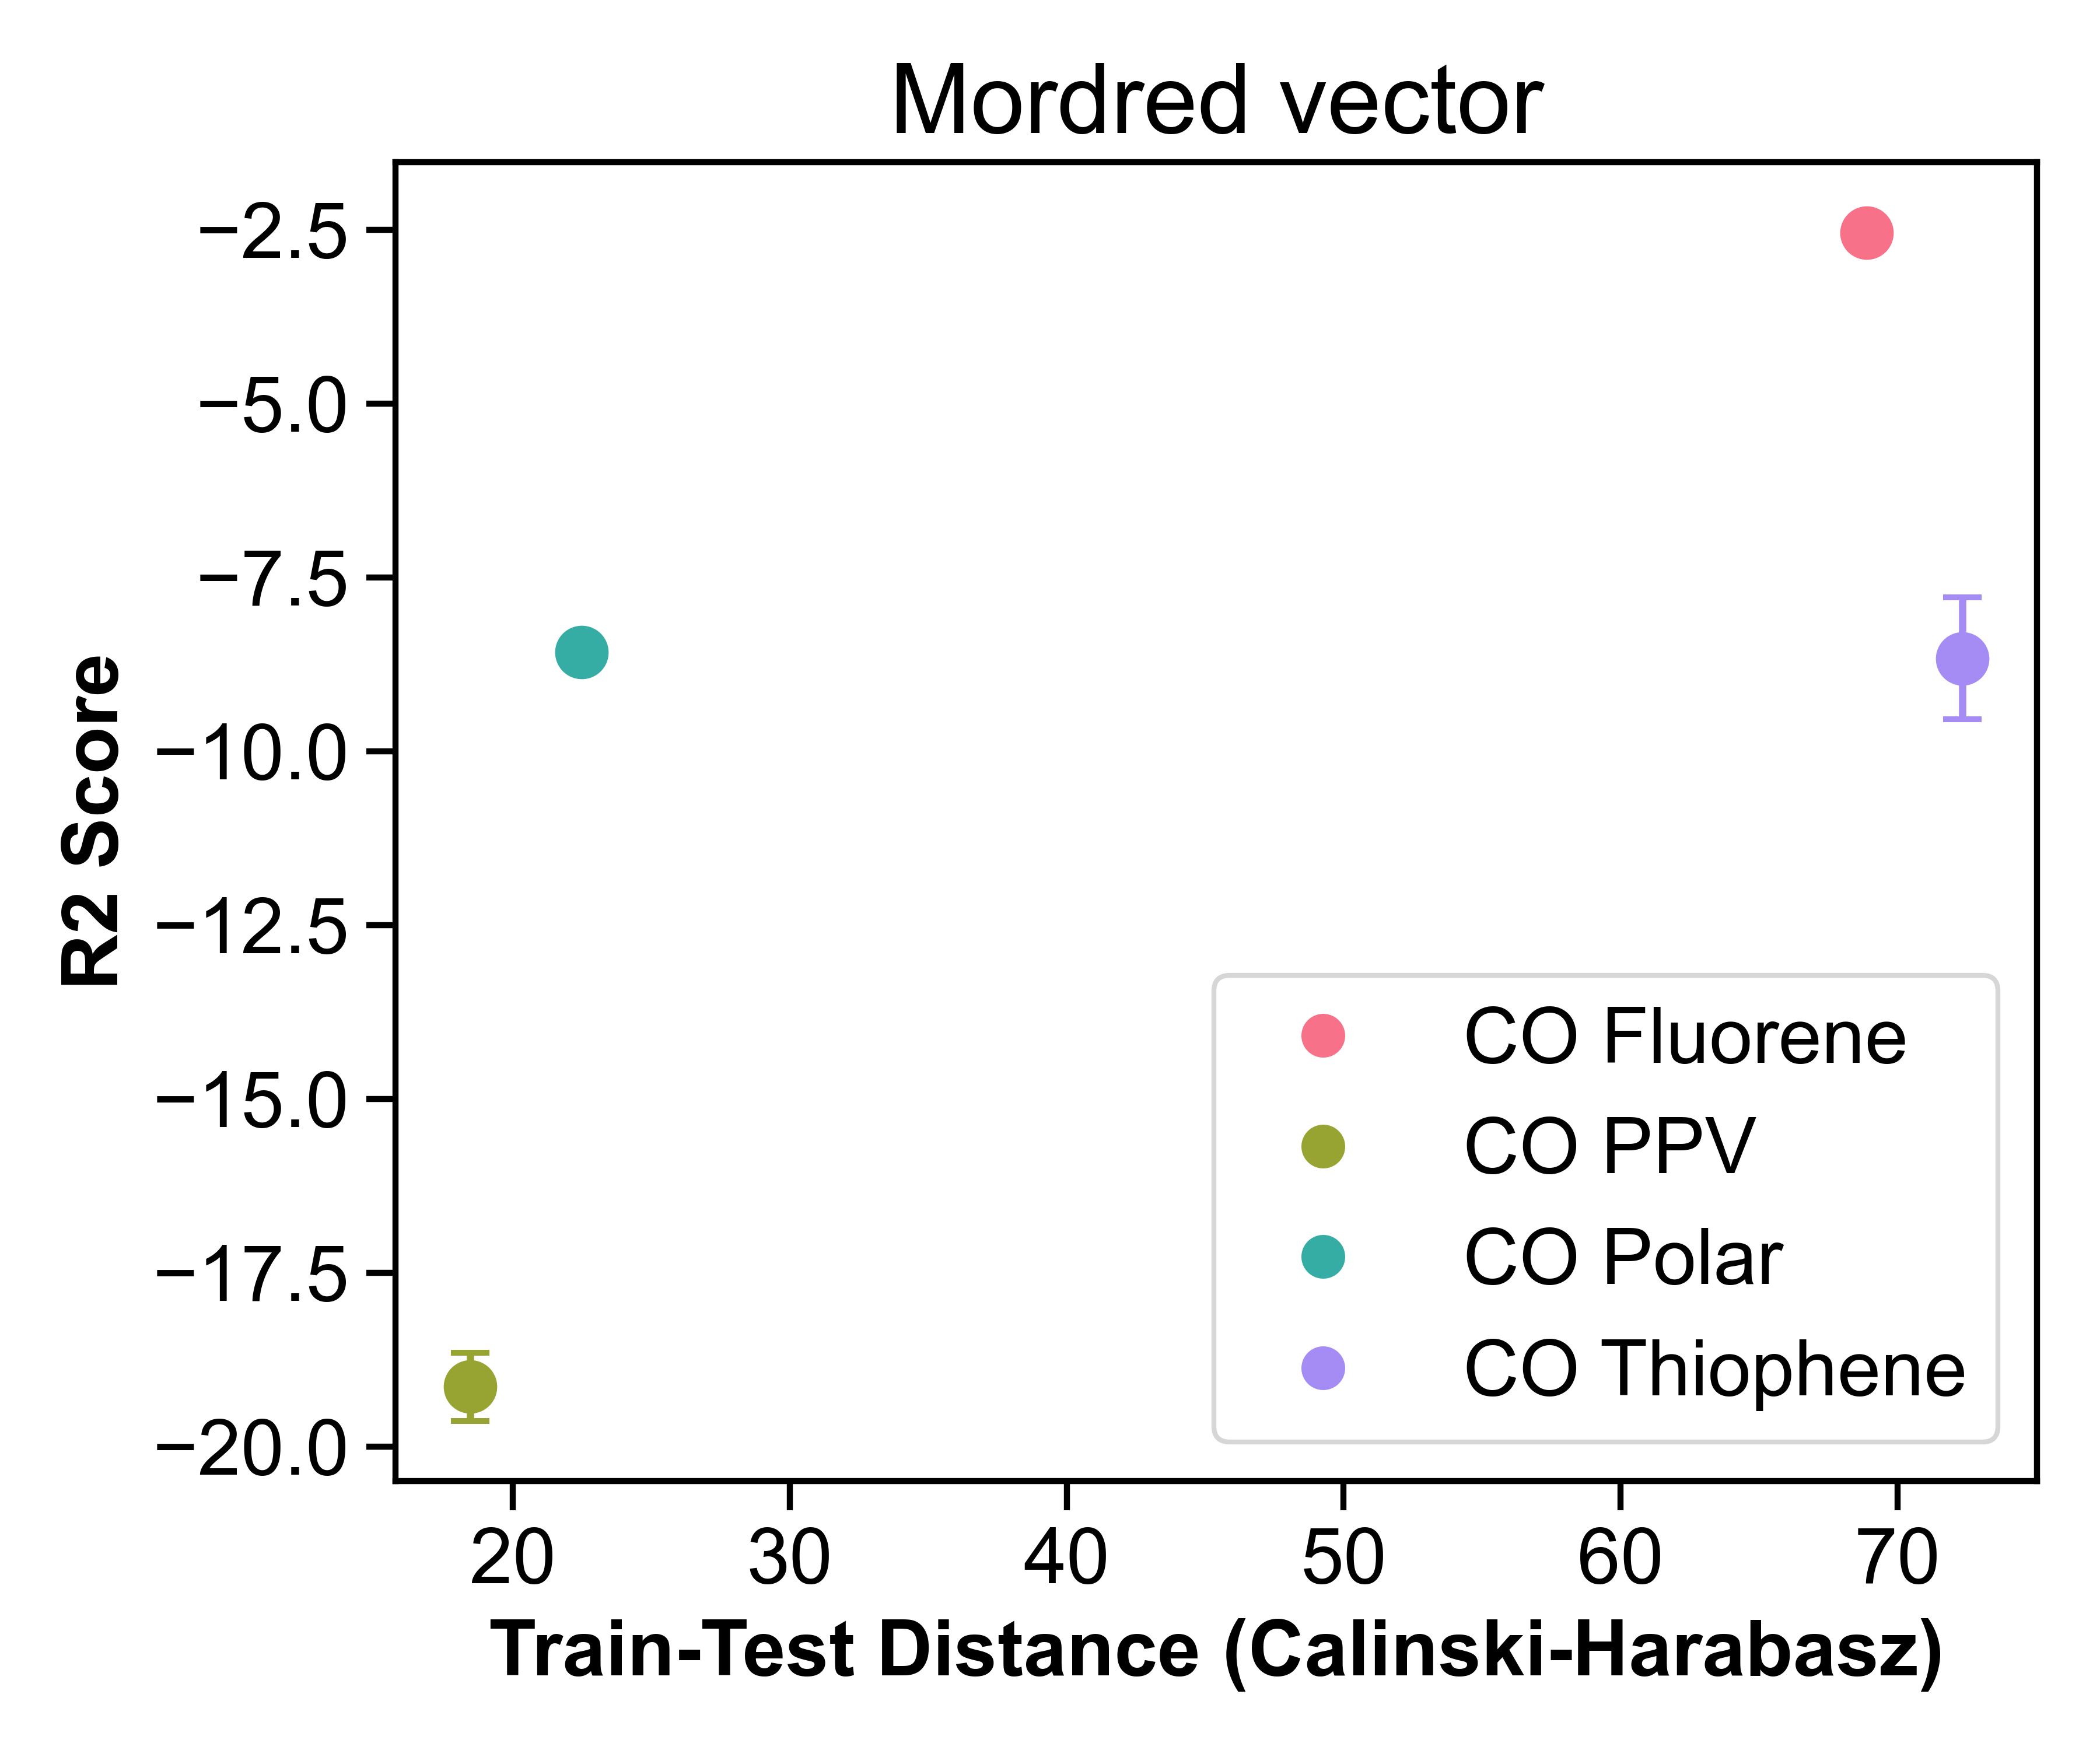 Mordred vector
−2.5
−5.0
−7.5
−10.0
−12.5
−15.0
−17.5
−20.0
R2 Score
CO Fluorene
CO PPV
CO Polar
CO Thiophene
20 30 40 50 60 70
Train-Test Distance (Calinski-Harabasz)